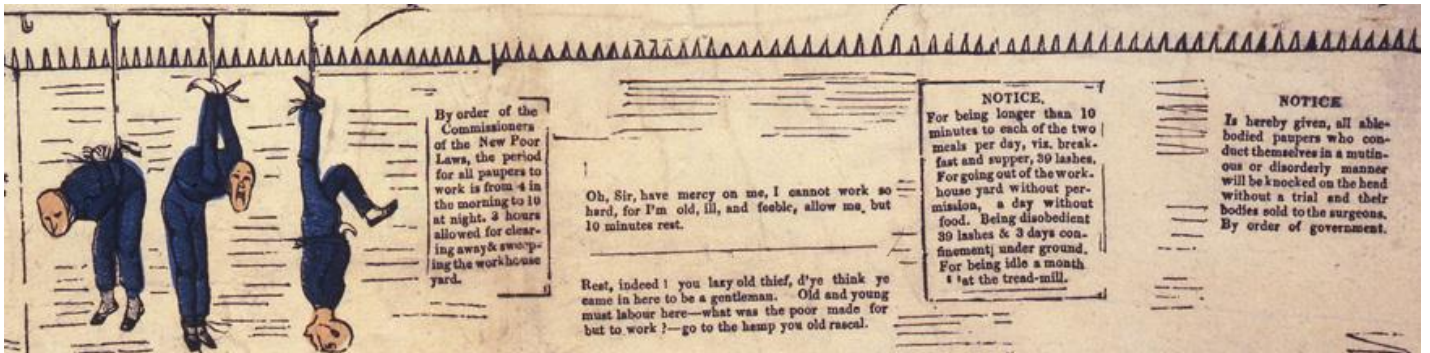 By order of the
Commissioners
of the New Poor
Laws, the period
for all paupers to
work is from 4 in
the morning to 10
at night. 3 hours
allowed for clear-
ing away & sweep-
ing the workhouse
yard.
Oh, Sir, have mercy on me, I cannot work so
hard, for I'm old, ill, and feeble, allow me, but
10 minutes rest.
Rest, indeed ! you lazy old thief, d'ye think ye
came in here to be a gentleman. Old and young
must labour here—what was the poor made for
but to work ?—go to the hemp you old rascal.
NOTICE.
For being longer than 10
minutes to each of the two
meals per day, viz. break-
fast and supper, 39 lashes.
For going out of the work-
house yard without per-
mission, a day without
food. Being disobedient
39 lashes & 3 days con-
finement under ground.
For being idle a month
at the tread-mill.
NOTICE
Is hereby given, all able-
bodied paupers who con-
duct themselves in a mutin-
ous or disorderly manner
will be knocked on the head
without a trial and their
bodies sold to the surgeons.
By order of government.